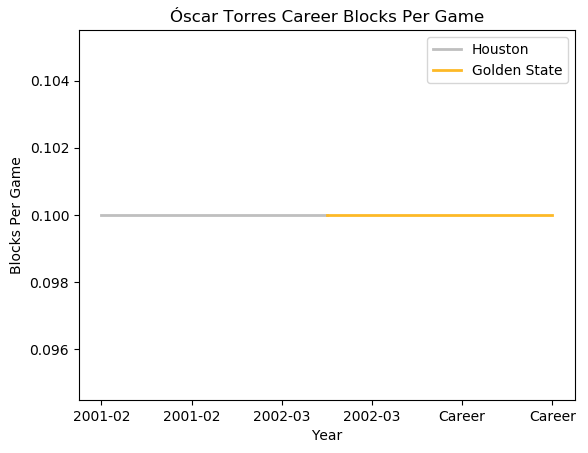 Óscar Torres Career Blocks Per Game
Houston
Golden State
Blocks Per Game
0.104
0.102
0.100
0.098
0.096
2001-02 2001-02 2002-03 2002-03 Career Career
Year